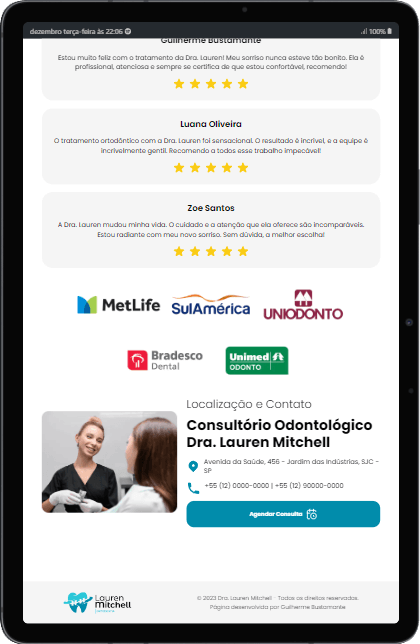 dezembro terça-feira às 22:06
100%
Guilherme Bustamante
Estou muito feliz com o tratamento da Dra. Lauren! Meu sorriso nunca esteve tão bonito. Ela é
profissional, atenciosa e sempre se certifica de que estou confortável, recomendo!
Luana Oliveira
O tratamento ortodôntico com a Dra. Lauren foi sensacional. O resultado é incrível, e a equipe é
incrivelmente gentil. Recomendo a todos esse trabalho impecável!
Zoe Santos
A Dra. Lauren mudou minha vida. O cuidado e a atenção que ela oferece são incomparáveis.
Estou radiante com meu novo sorriso. Sem dúvida, a melhor escolha!
MetLife
SulAmérica
UNIODONTO
Bradesco
Dental
Unimed
ODONTO
Localização e Contato
Consultório Odontológico
Dra. Lauren Mitchell
Avenida da Saúde, 456 - Jardim das Indústrias, SJC -
SP
+55 (12) 0000-0000 | +55 (12) 90000-0000
Agendar Consulta
Lauren
Mitchell
© 2023 Dra. Lauren Mitchell - Todos os direitos reservados.
Página desenvolvida por Guilherme Bustamante